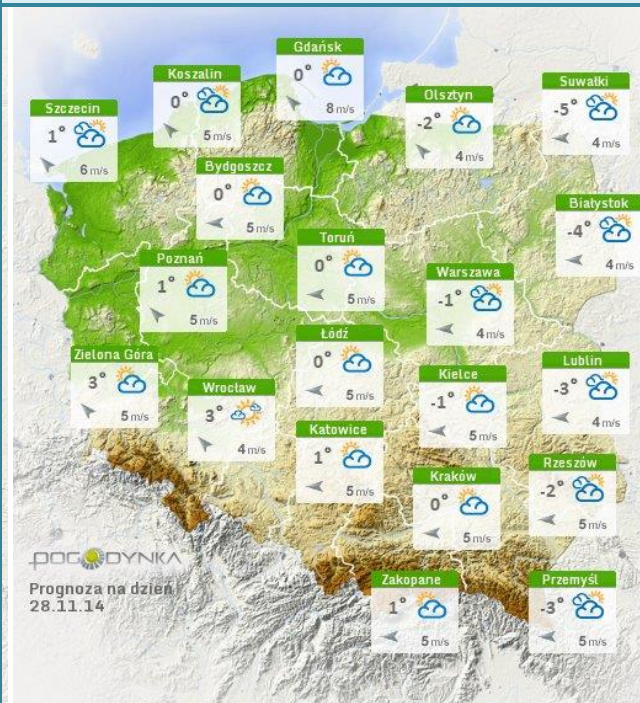 Gdańsk
0°
8 m/s
Koszalin
0°
5 m/s
Suwałki
-5°
4 m/s
Olsztyn
-2°
4 m/s
Szczecin
1°
6 m/s
Bydgoszcz
0°
5 m/s
Białystok
-4°
4 m/s
Toruń
0°
5 m/s
Poznań
1°
5 m/s
Warszawa
-1°
4 m/s
Łódź
0°
5 m/s
Zielona Góra
3°
5 m/s
Lublin
-3°
4 m/s
Kielce
-1°
5 m/s
Wrocław
3°
4 m/s
Katowice
1°
5 m/s
Rzeszów
-2°
5 m/s
Kraków
0°
5 m/s
POGODYNKA
Prognoza na dzień
28.11.14
Zakopane
1°
5 m/s
Przemyśl
-3°
5 m/s